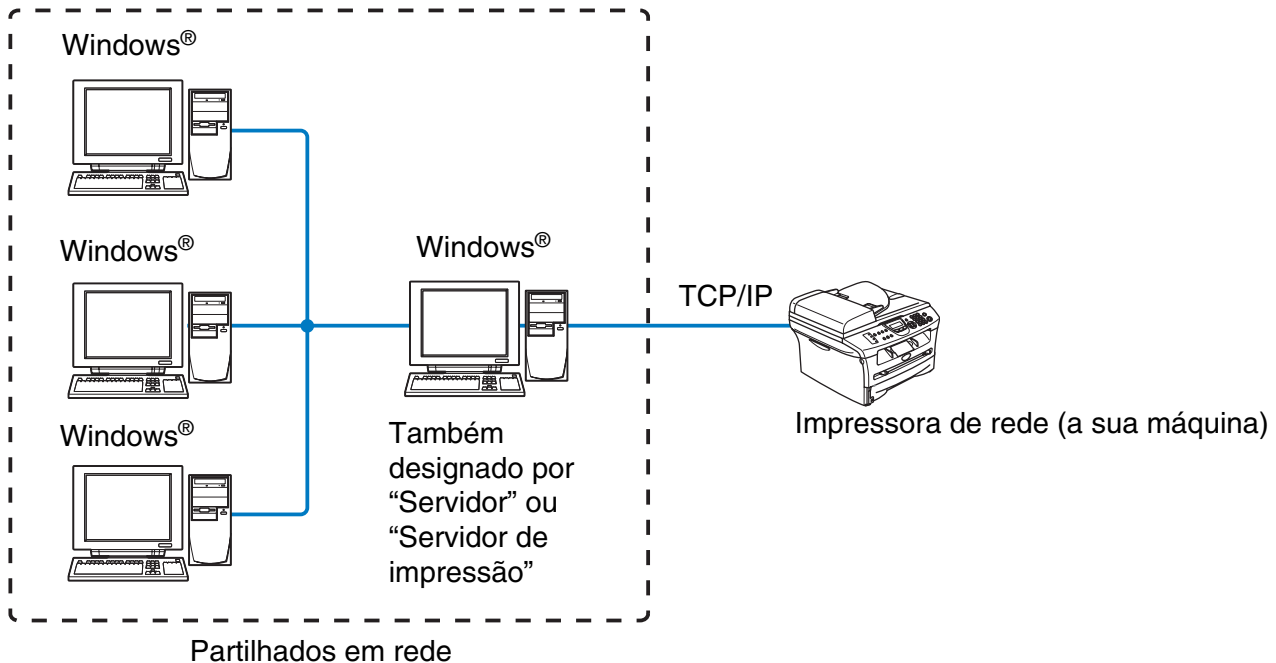 Windows®
Windows®
Windows®
TCP/IP
Windows®
Também
designado por
“Servidor” ou
“Servidor de
impressão”
Impressora de rede (a sua máquina)
Partilhados em rede